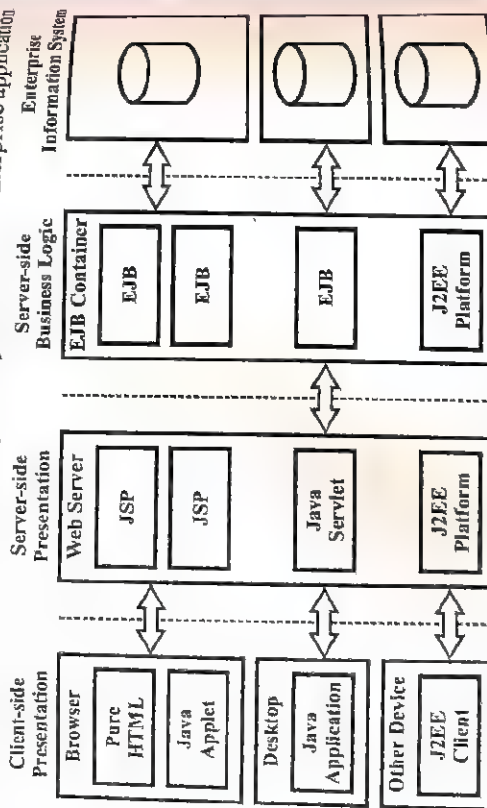 Enterprise application
Client-side
Presentation
Browser
Pure
HTML
Java
Applet
Desktop
Java
Application
Other Device
J2EE
Client
Server-side
Presentation
Web Server
JSP
JSP
Java
Servlet
J2EE
Platform
Server-side
Business Logic
EJB Container
EJB
EJB
EJB
J2EE
Platform
Enterprise
Information System